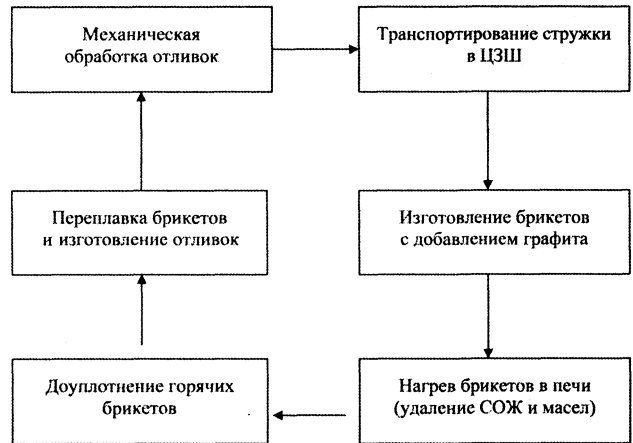 Механическая
обработка отливок
Транспортирование стружки
в ЦЗШ
Переплавка брикетов
и изготовление отливок
Изготовление брикетов
с добавлением графита
Доуплотнение горячих
брикетов
Нагрев брикетов в печи
(удаление СОЖ и масел)